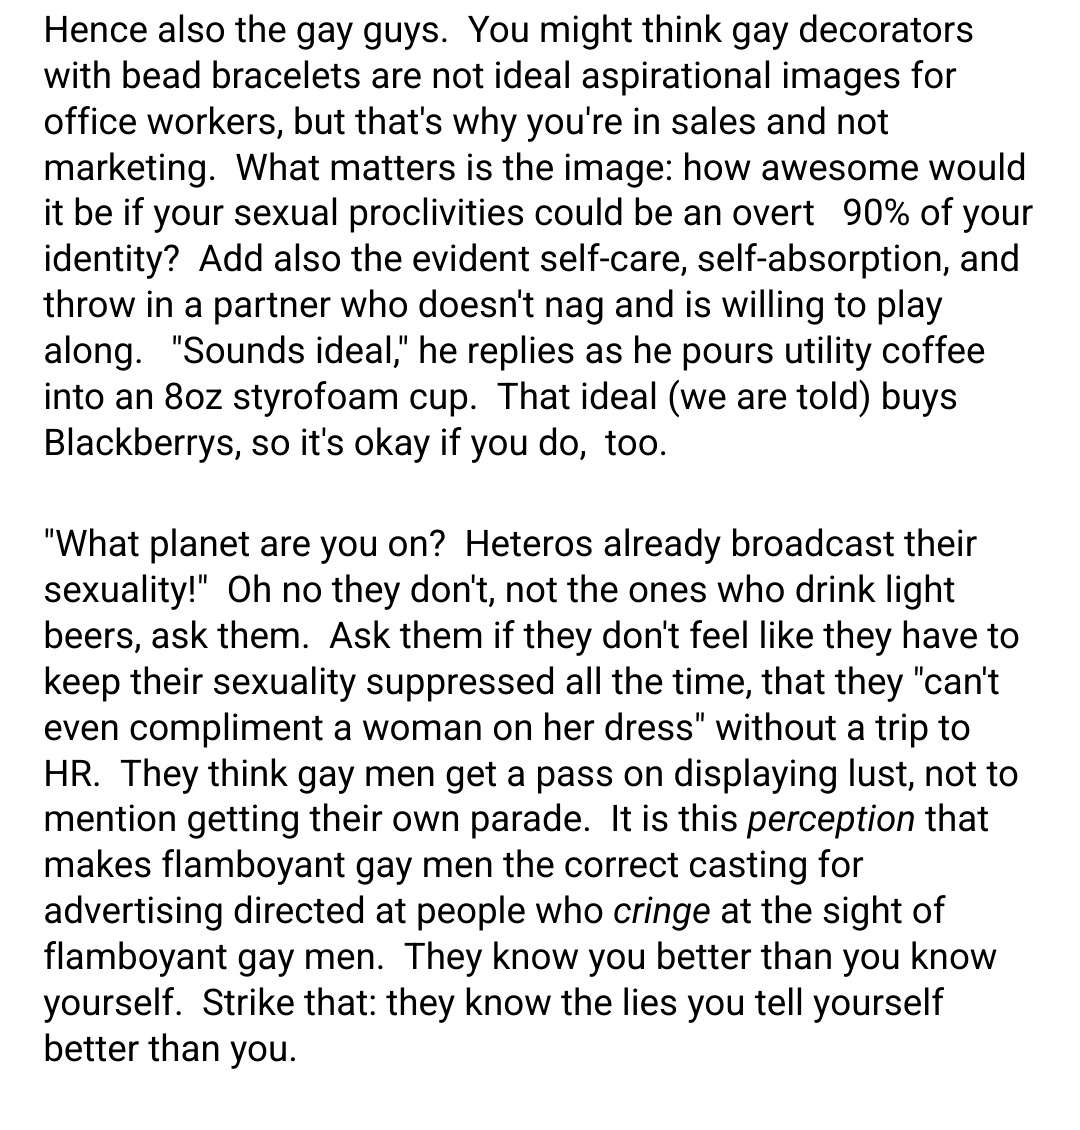 Hence also the gay guys.  You might think gay decorators
with bead bracelets are not ideal aspirational images for
office workers, but that's why you're in sales and not
marketing.  What matters is the image: how awesome would
it be if your sexual proclivities could be an overt   90% of your
identity?  Add also the evident self-care, self-absorption, and
throw in a partner who doesn't nag and is willing to play
along.   "Sounds ideal," he replies as he pours utility coffee
into an 8oz styrofoam cup.  That ideal (we are told) buys
Blackberrys, so it's okay if you do,  too.
"What planet are you on?  Heteros already broadcast their
sexuality!"  Oh no they don't, not the ones who drink light
beers, ask them.  Ask them if they don't feel like they have to
keep their sexuality suppressed all the time, that they "can't
even compliment a woman on her dress" without a trip to
HR.  They think gay men get a pass on displaying lust, not to
mention getting their own parade.  It is this perception that
makes flamboyant gay men the correct casting for
advertising directed at people who cringe at the sight of
flamboyant gay men.  They know you better than you know
yourself.  Strike that: they know the lies you tell yourself
better than you.